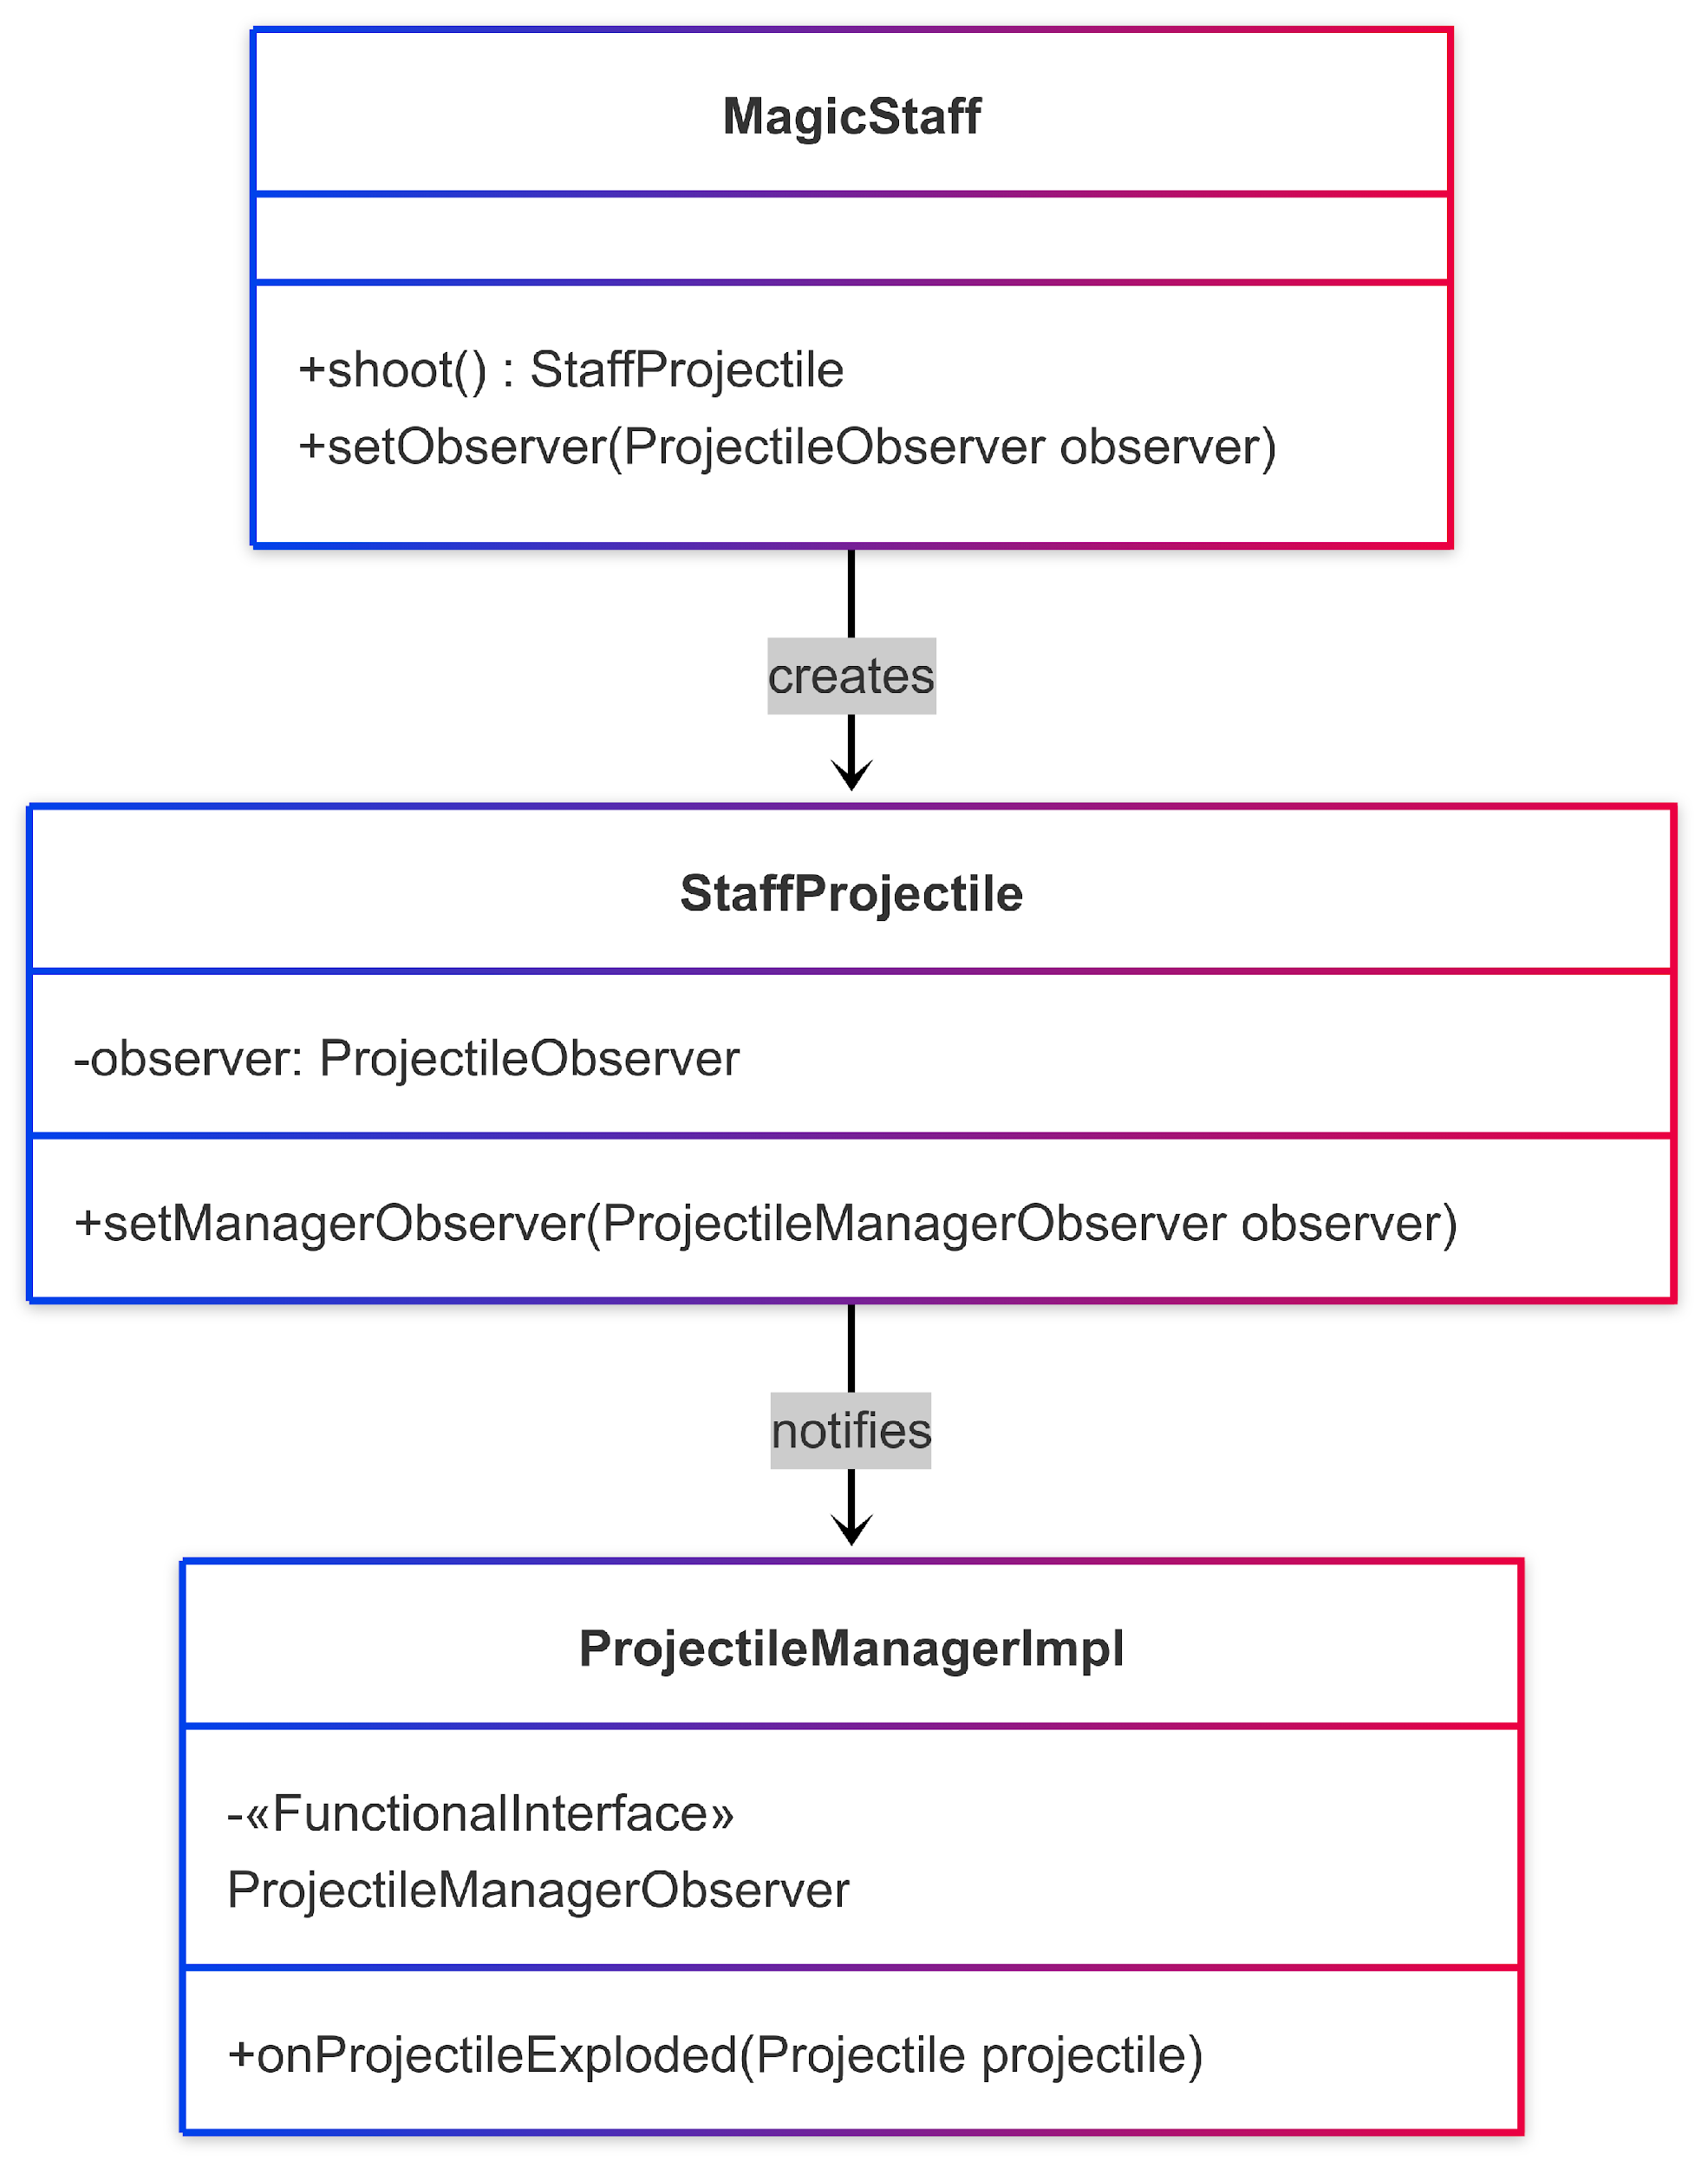 MagicStaff
+shoot() : StaffProjectile
+setObserver(ProjectileObserver observer)
creates
StaffProjectile
-observer: ProjectileObserver
+setManagerObserver(ProjectileManagerObserver observer)
notifies
ProjectileManagerImpl
-«FunctionalInterface»
ProjectileManagerObserver
+onProjectileExploded(Projectile projectile)